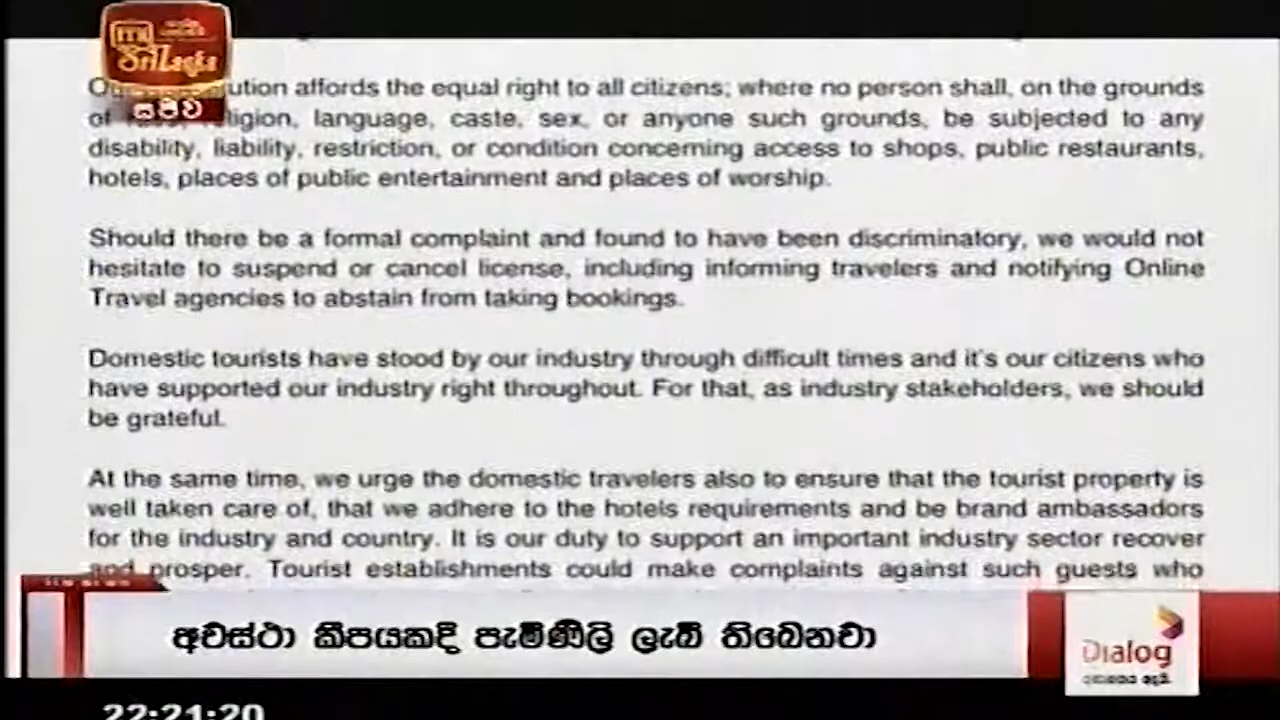 SriLanka
සජීව
ution affords the equal right to all citizens; where no person shall, on the grounds
of religion, language, caste, sex, or anyone such grounds, be subjected to any
disability, liability, restriction, or condition concerning access to shops, public restaurants,
hotels, places of public entertainment and places of worship.
Should there be a formal complaint and found to have been discriminatory, we would not
hesitate to suspend or cancel license, including informing travelers and notifying Online
Travel agencies to abstain from taking bookings.
Domestic tourists have stood by our industry through difficult times and it's our citizens who
have supported our industry right throughout. For that, as industry stakeholders, we should
be grateful.
At the same time, we urge the domestic travelers also to ensure that the tourist property is
well taken care of, that we adhere to the hotels requirements and be brand ambassadors
for the industry and country. It is our duty to support an important industry sector recover
and prosper. Tourist establishments could make complaints against such guests who
අවස්ථා කීපයකදි පැමිණිලි ලැබී තිබෙනවා
Dialog
22:21:20